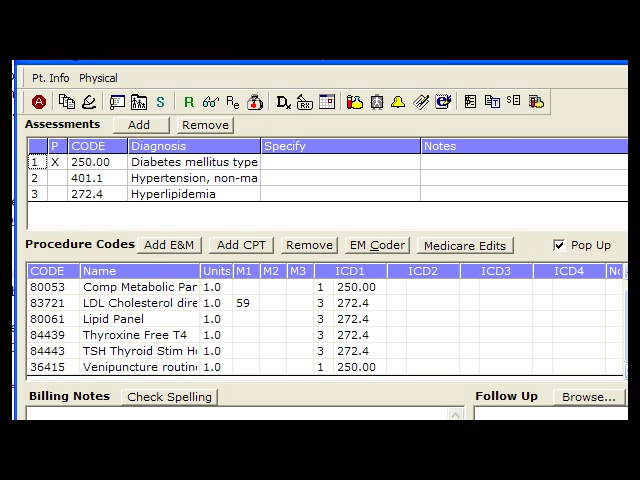 Pt. Info Physical
Assessments Add Remove
P CODE Diagnosis Specify Notes
1 X 250.00 Diabetes mellitus type
2 401.1 Hypertension, non-ma
3 272.4 Hyperlipidemia
Procedure Codes Add E&M Add CPT Remove EM Coder Medicare Edits Pop Up
CODE Name Units M1 M2 M3 ICD1 ICD2 ICD3 ICD4 No
80053 Comp Metabolic Par 1.0 1 250.00
83721 LDL Cholesterol dire 1.0 59 3 272.4
80061 Lipid Panel 1.0 3 272.4
84439 Thyroxine Free T4 1.0 3 272.4
84443 TSH Thyroid Stim Ho 1.0 3 272.4
36415 Venipuncture routin 1.0 1 250.00
Billing Notes Check Spelling Follow Up Browse...